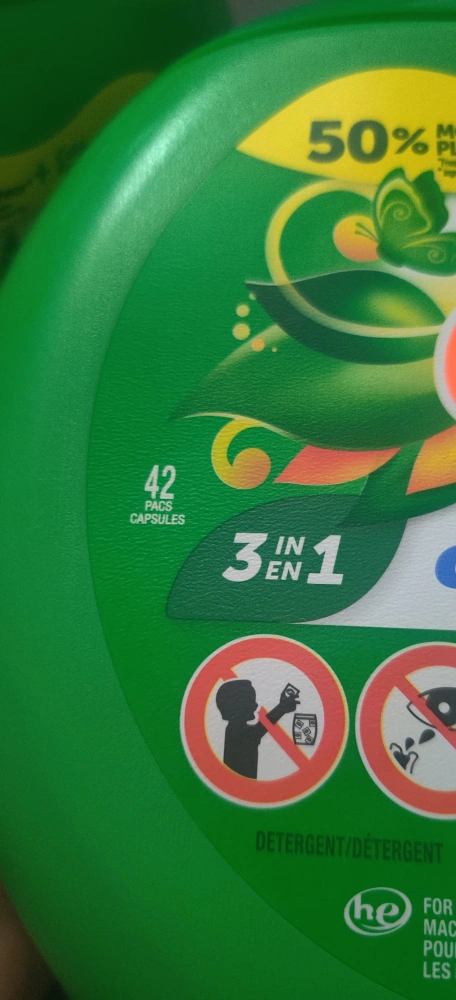 50%
42
PACS
CAPSULES
3 IN
EN 1
DETERGENT/DÉTERGENT
he
FOR
MAC
POU
LES